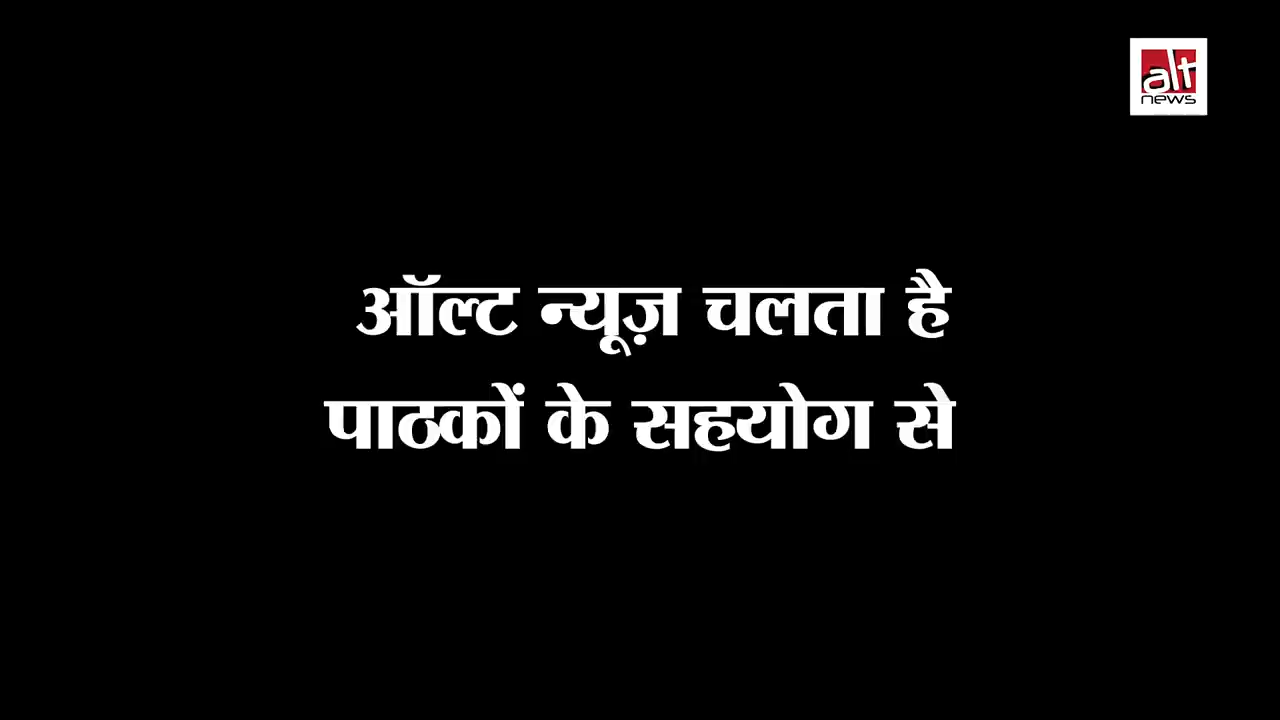 alt
news
ऑल्ट न्यूज़ चलता है
पाठकों के सहयोग से